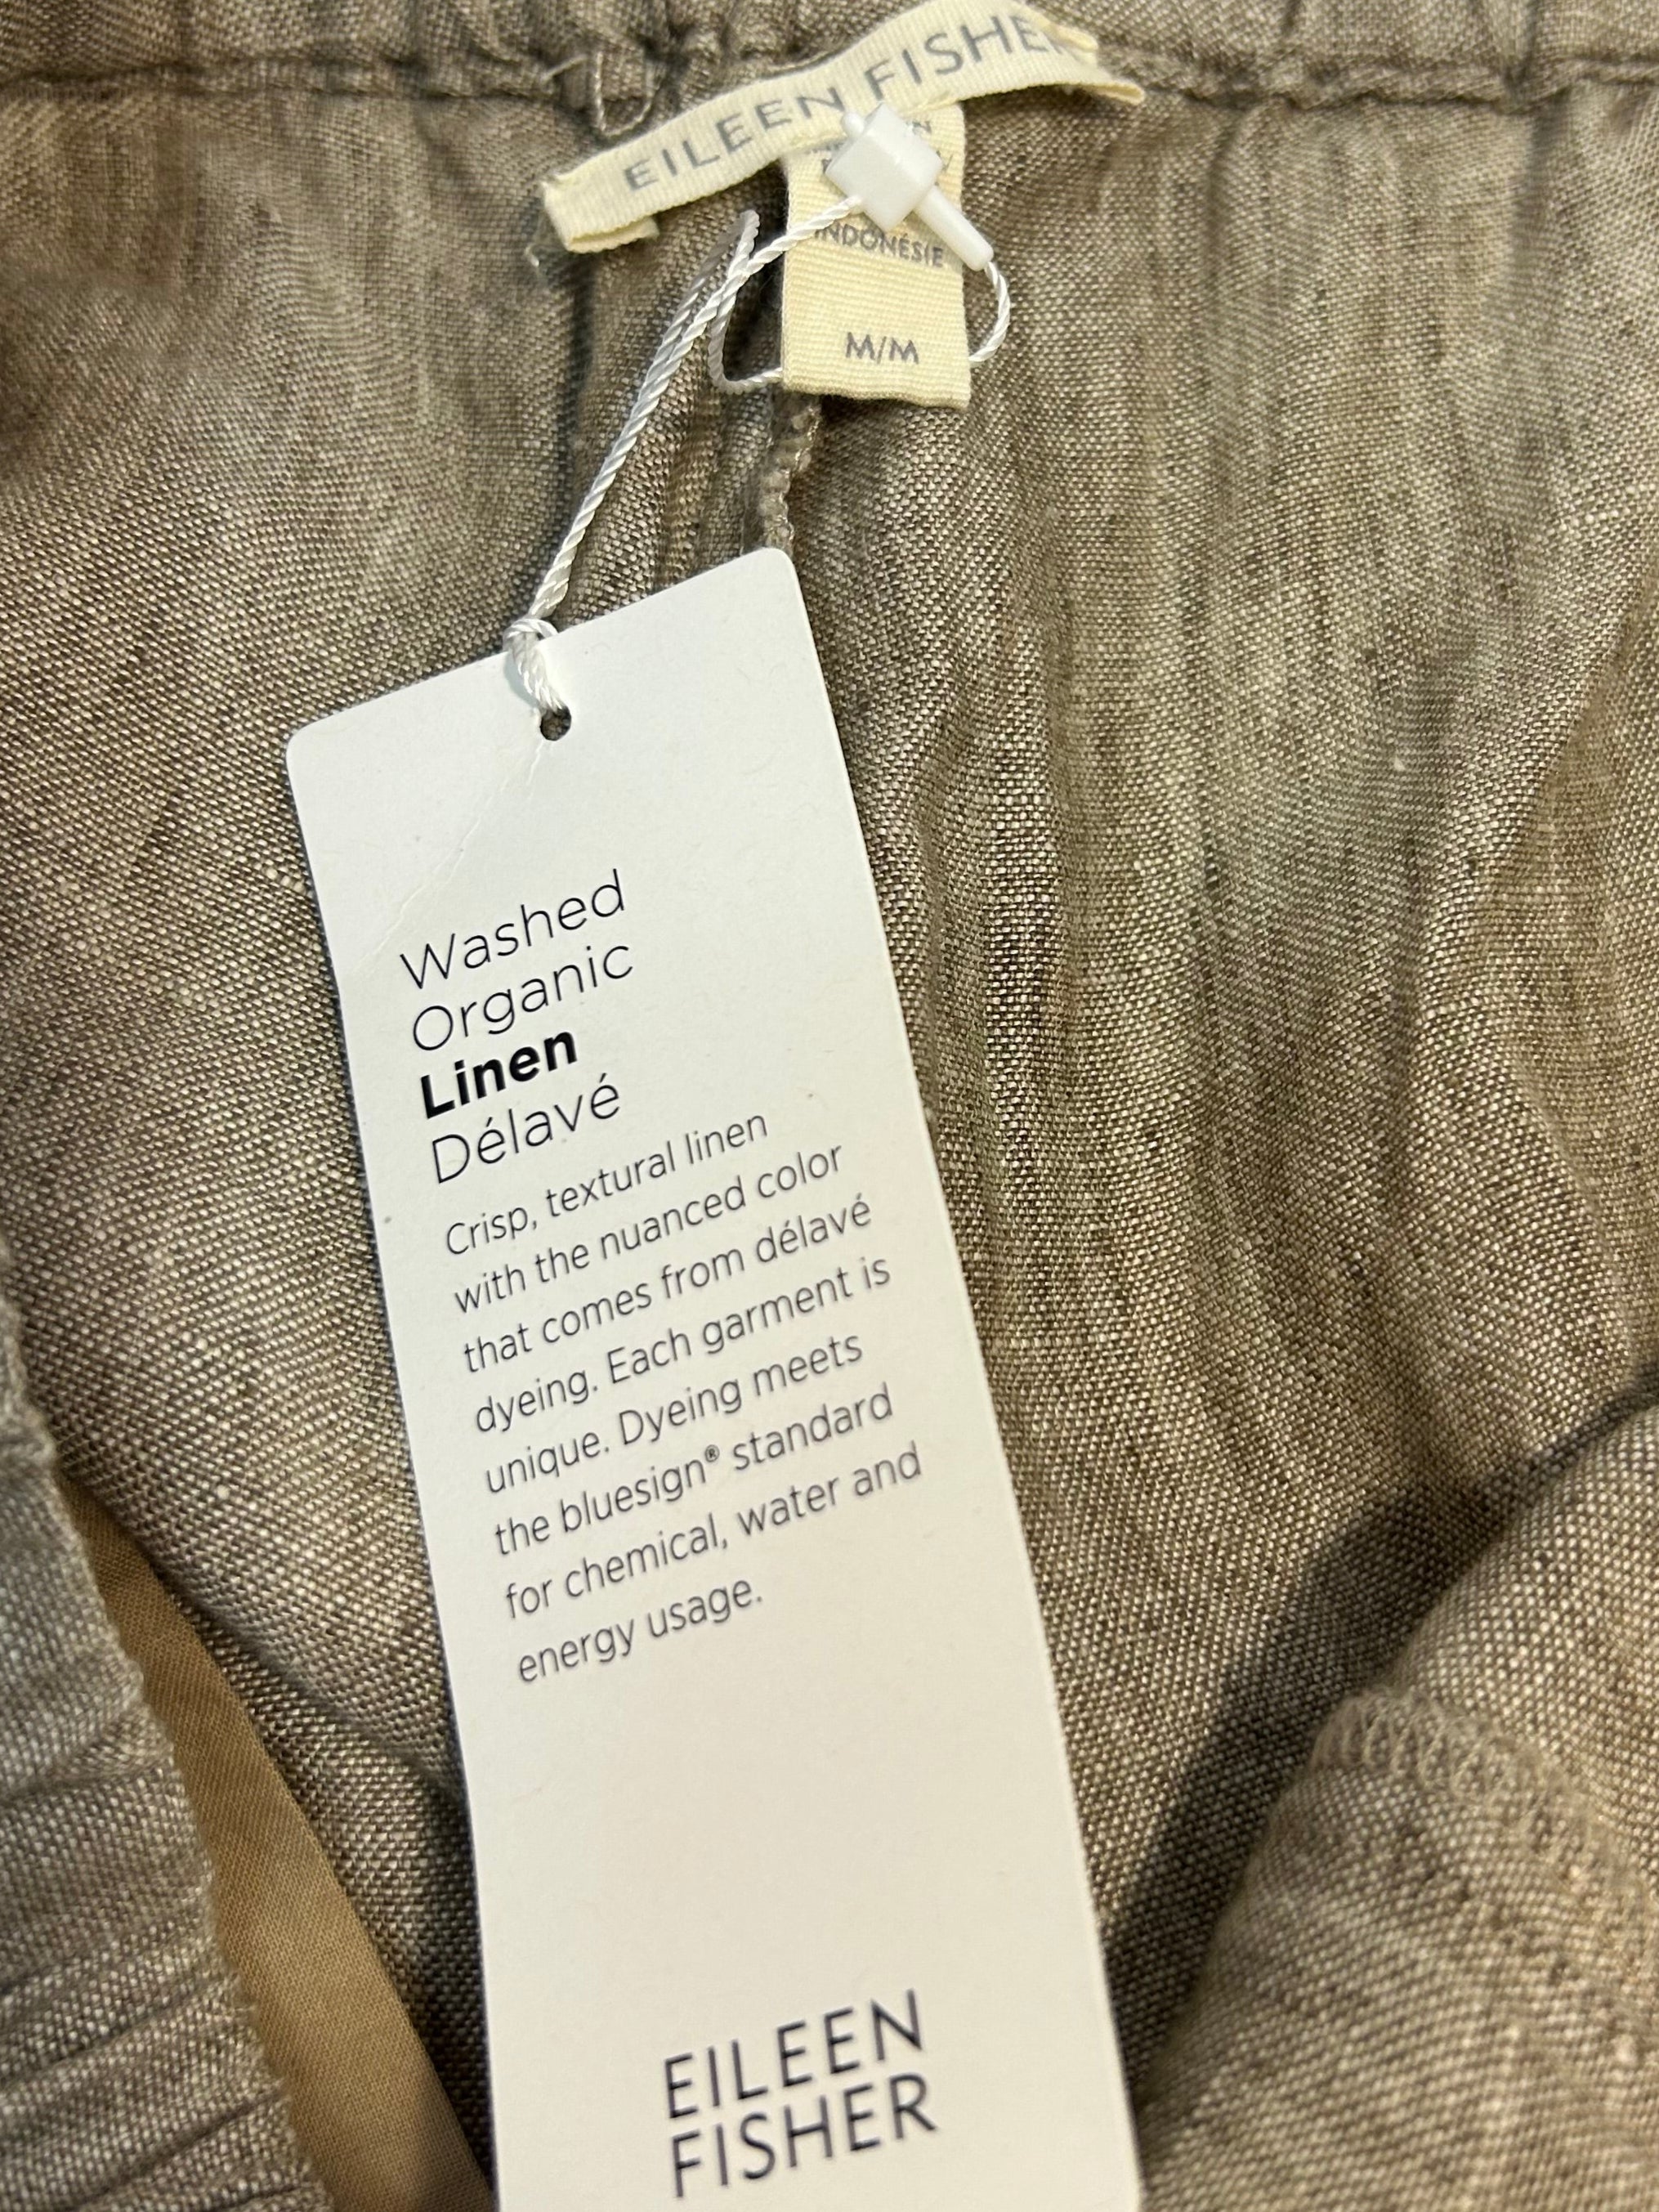 EILEEN FISHE
INDONÉSIE
M/M
Washed
Organic
Linen
Délavé
Crisp, textural linen
with the nuanced color
that comes from délavé
dyeing. Each garment is
unique. Dyeing meets
the bluesign® standard
for chemical, water and
energy usage.
EILEEN
FISHER